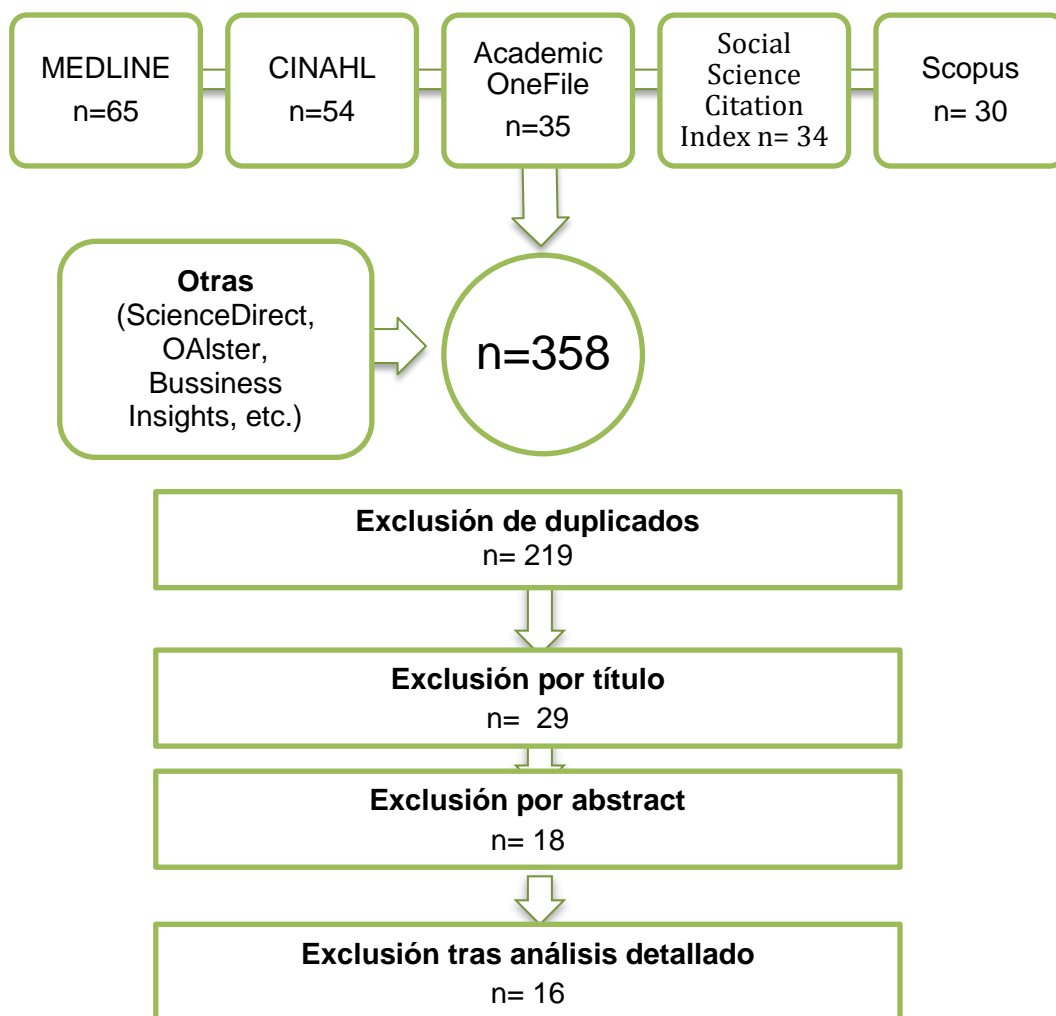 MEDLINE
n=65
CINAHL
n=54
Academic
OneFile
n=35
Social
Science
Citation
Index n= 34
Scopus
n= 30
Otras
(ScienceDirect,
OAlster,
Bussiness
Insights, etc.)
n=358
Exclusión de duplicados
n= 219
Exclusión por título
n= 29
Exclusión por abstract
n= 18
Exclusión tras análisis detallado
n= 16